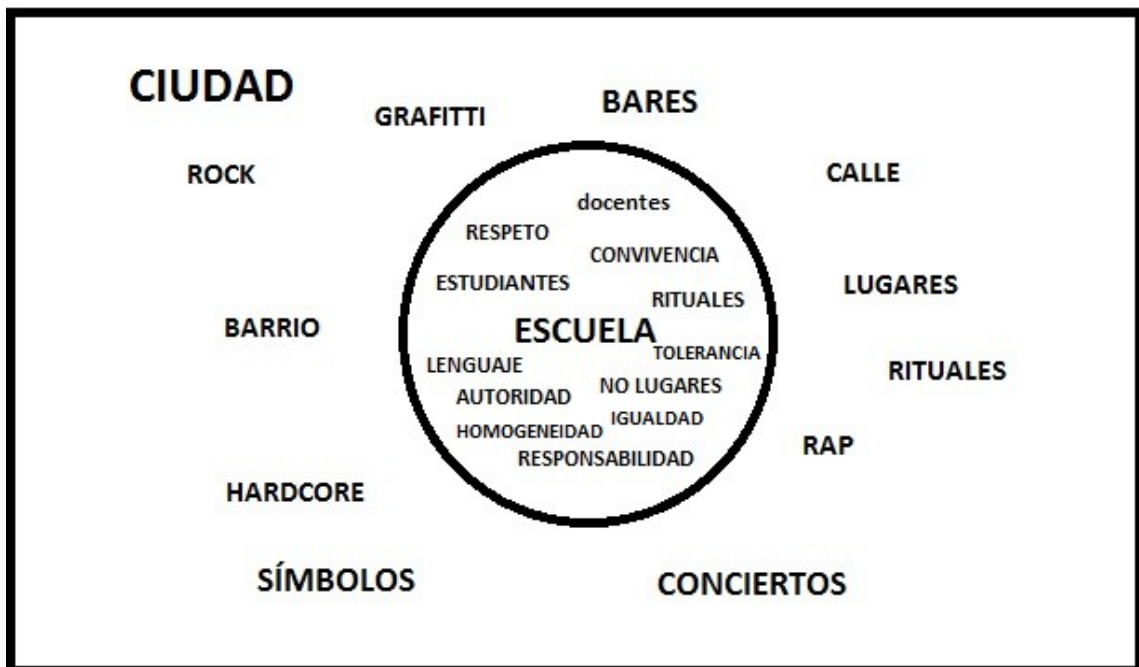 CIUDAD
GRAFITTI
BARES
ROCK
CALLE
docentes
RESPETO
CONVIVENCIA
ESTUDIANTES
LUGARES
RITUALES
BARRIO
ESCUELA
TOLERANCIA
LENGUAJE
RITUALES
NO LUGARES
AUTORIDAD
IGUALDAD
HOMOGENEIDAD
RAP
RESPONSABILIDAD
HARDCORE
SÍMBOLOS
CONCIERTOS